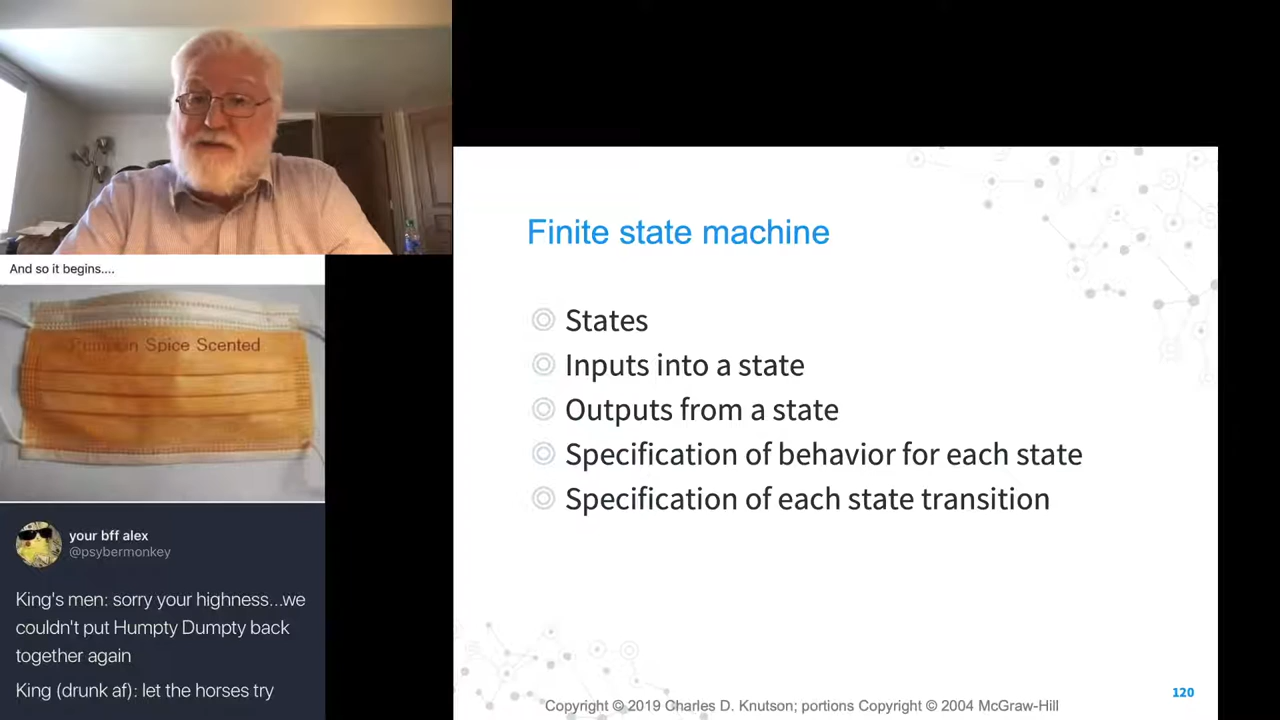 And so it begins....
Pumpkin Spice Scented
your bff alex
@psybermonkey
King's men: sorry your highness...we
couldn't put Humpty Dumpty back
together again
King (drunk af): let the horses try
Finite state machine
States
Inputs into a state
Outputs from a state
Specification of behavior for each state
Specification of each state transition
120
Copyright © 2019 Charles D. Knutson; portions Copyright © 2004 McGraw-Hill